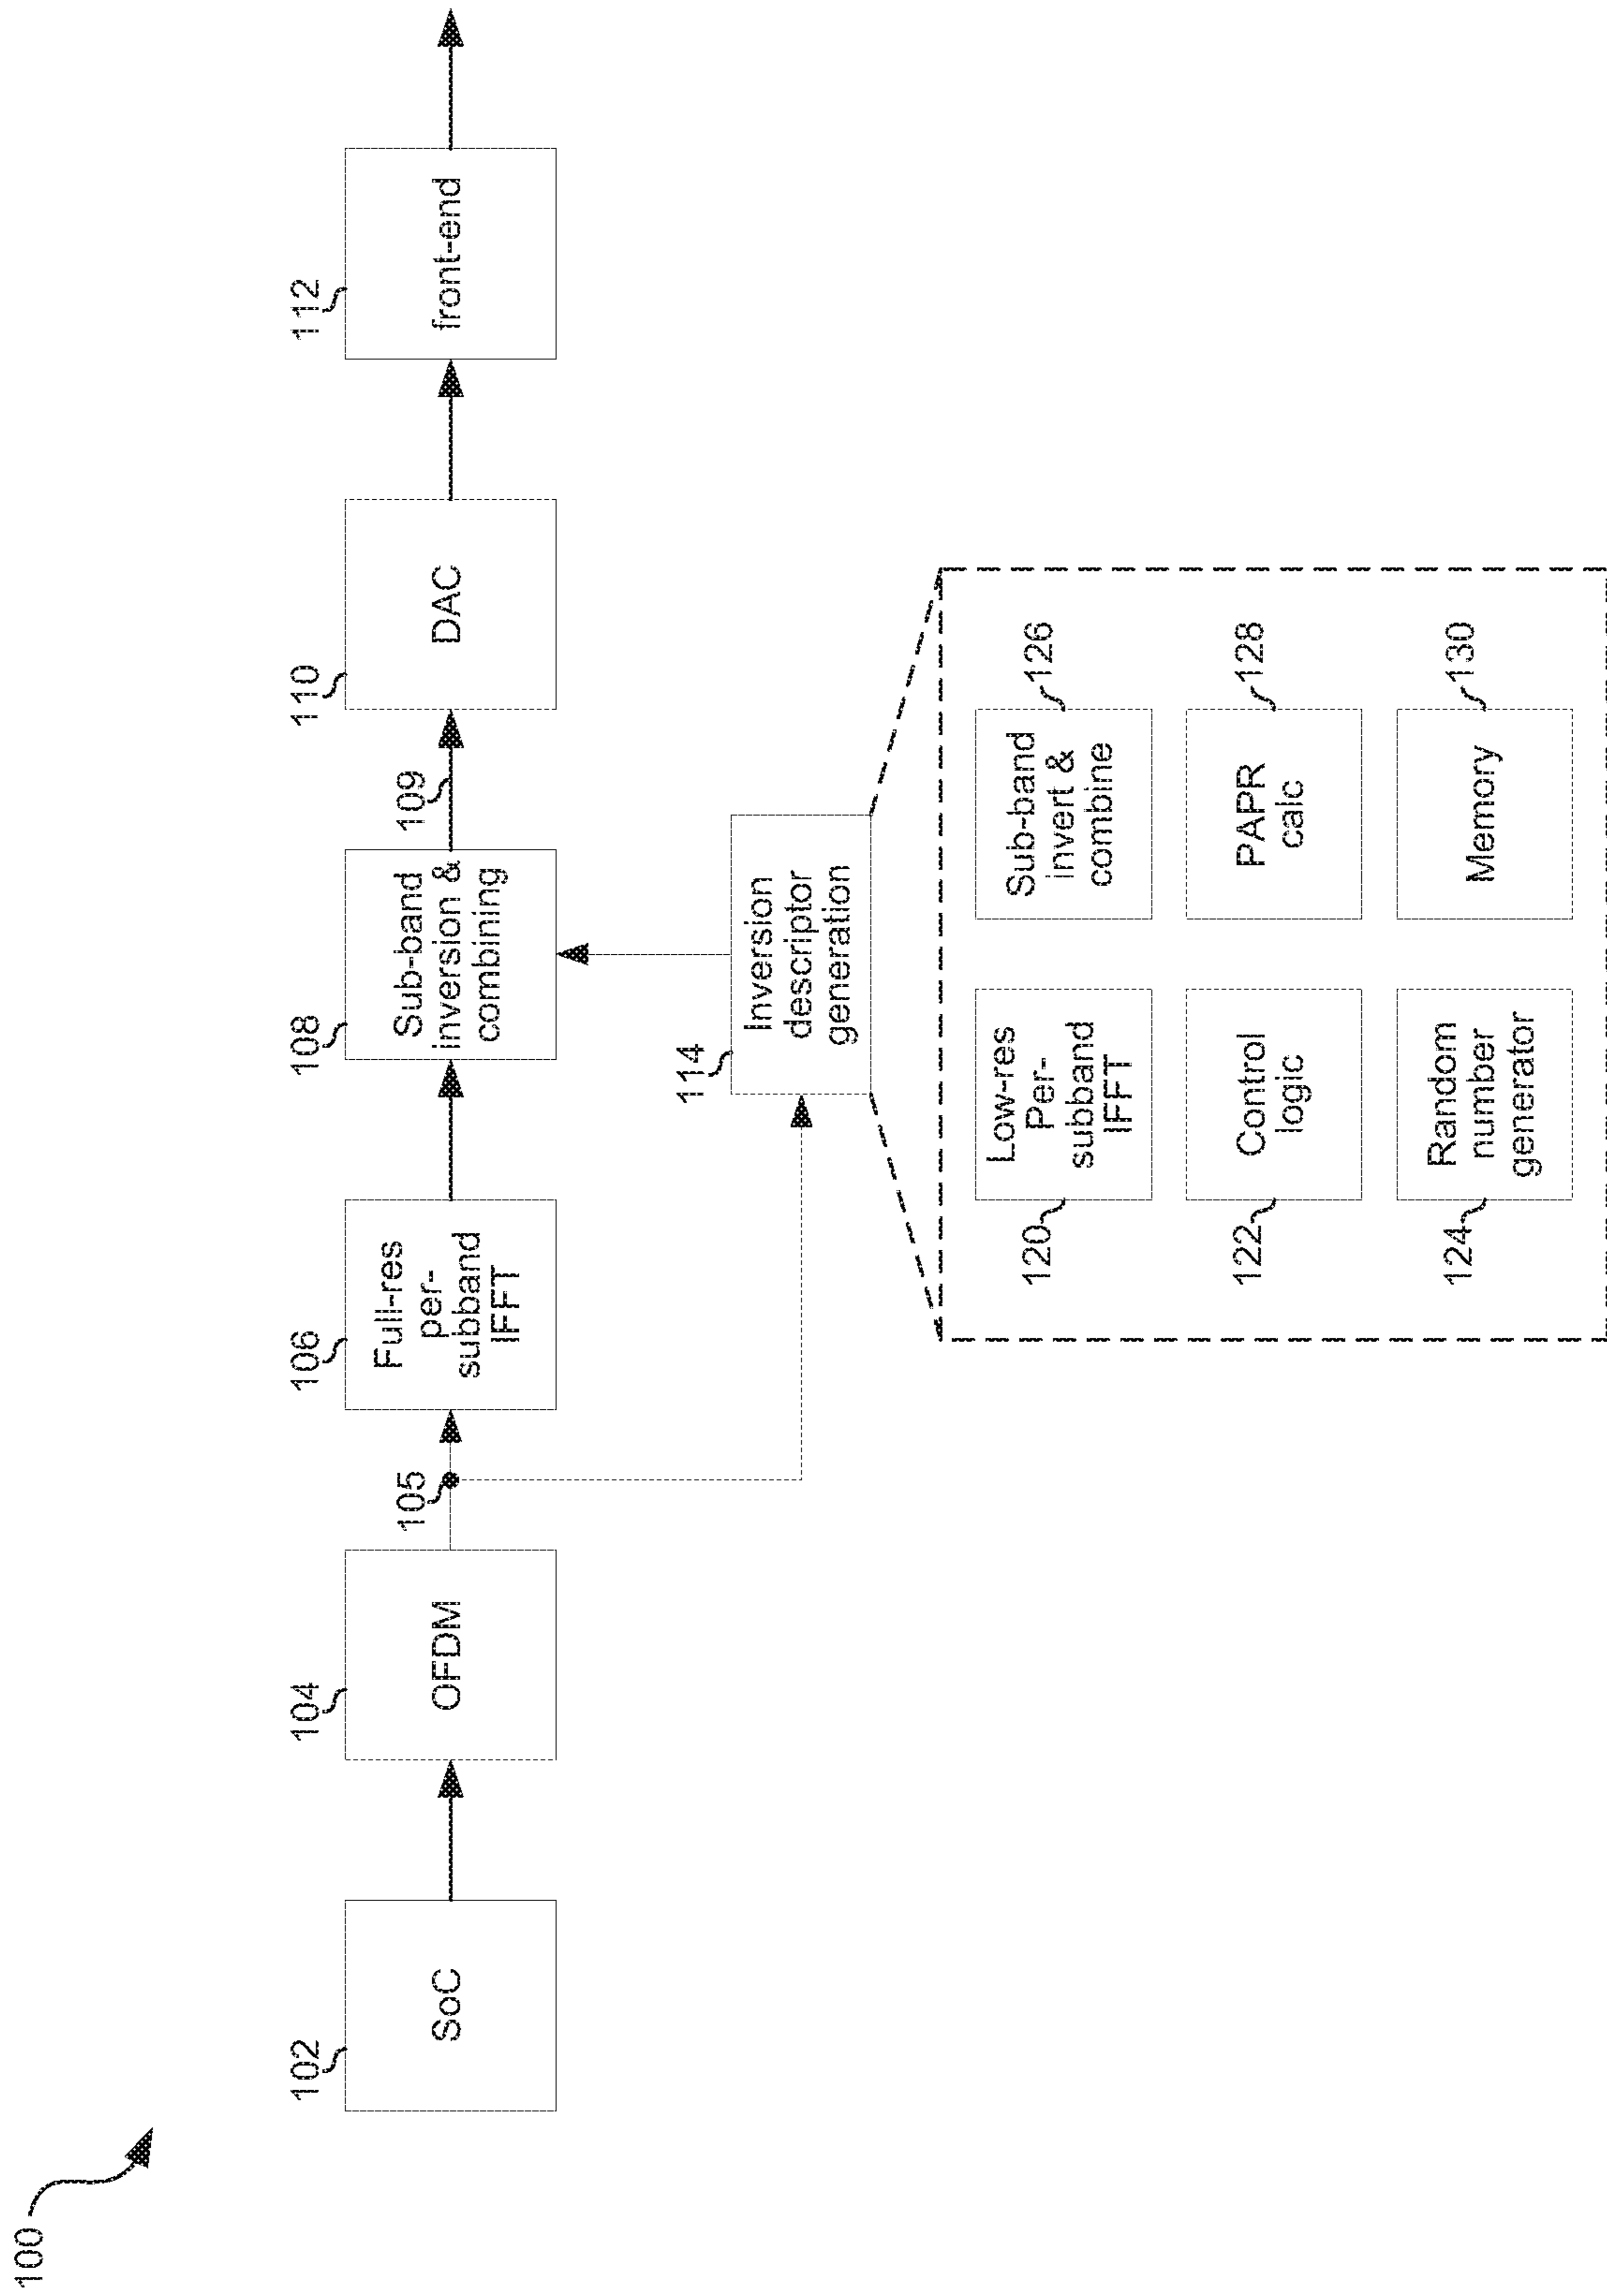 100
102
SoC
104
OFDM
105
106
Full-res
per-
subband
IFFT
108
Sub-band
inversion &
combining
109
110
DAC
112
front-end
114
Inversion
descriptor
generation
120
Low-res
Per-
subband
IFFT
126
Sub-band
invert &
combine
122
Control
logic
128
PAPR
calc
124
Random
number
generator
130
Memory